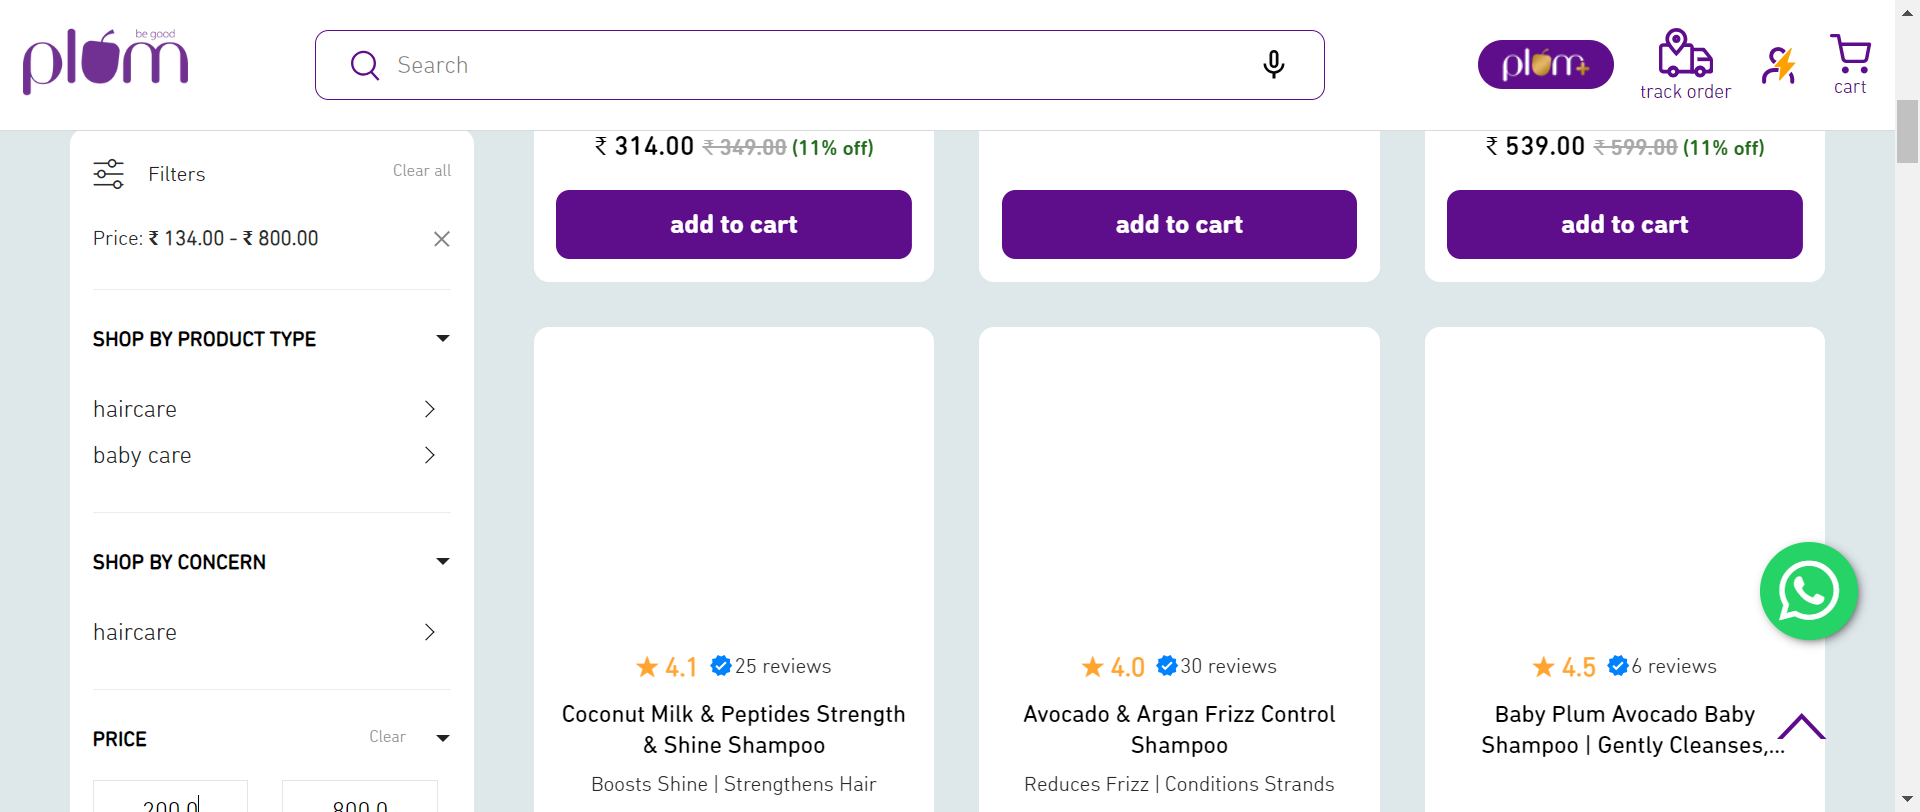 be good
plum
Search
plum+
track order
cart
Filters
Clear all
Price: ₹ 134.00 - ₹ 800.00
SHOP BY PRODUCT TYPE
haircare
baby care
SHOP BY CONCERN
haircare
PRICE
Clear
200.0
800.0
₹ 314.00 ₹ 349.00 (11% off)
add to cart
add to cart
₹ 539.00 ₹ 599.00 (11% off)
add to cart
4.1 25 reviews
Coconut Milk & Peptides Strength
& Shine Shampoo
Boosts Shine | Strengthens Hair
4.0 30 reviews
Avocado & Argan Frizz Control
Shampoo
Reduces Frizz | Conditions Strands
4.5 6 reviews
Baby Plum Avocado Baby
Shampoo | Gently Cleanses,...